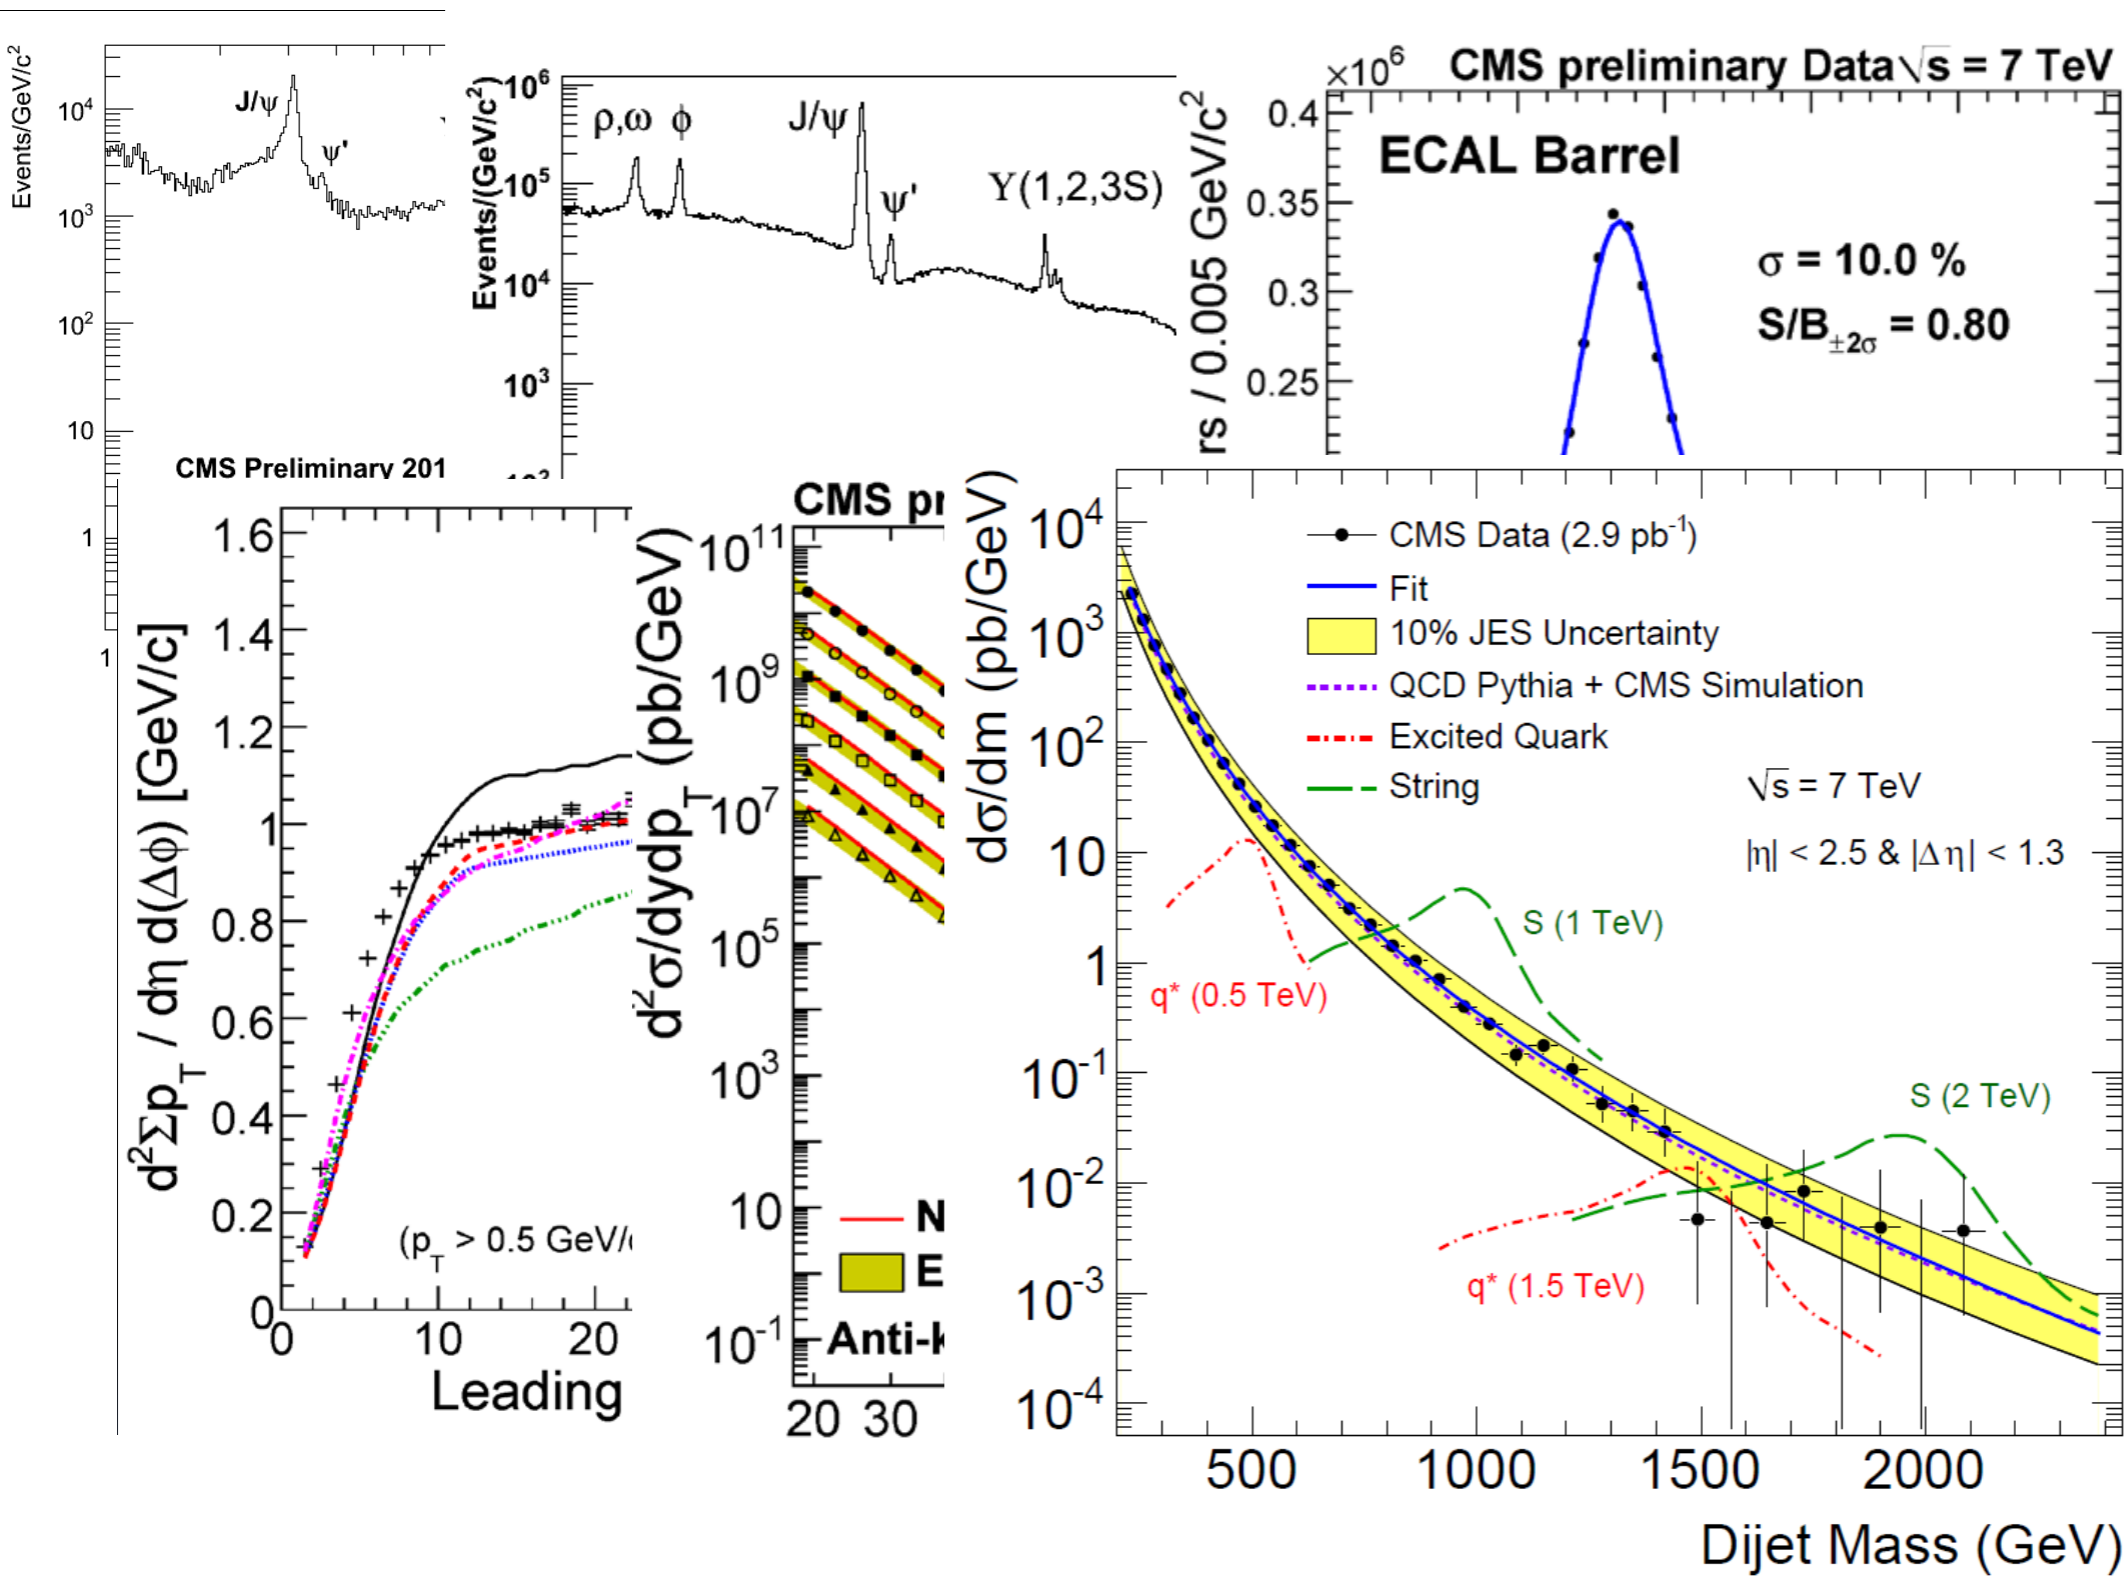 Events/GeV/c²
10⁴
10³
10²
10
1
1
J/ψ
ψ'
CMS Preliminary 201
Events/(GeV/c²)
10⁶
10⁵
10⁴
10³
ρ,ω
ϕ
J/ψ
ψ'
Υ(1,2,3S)
×10⁶
CMS preliminary Data √s = 7 TeV
rs / 0.005 GeV/c²
0.4
0.35
0.3
0.25
ECAL Barrel
σ = 10.0 %
S/B±2σ = 0.80
d²Σp_T / dη d(Δϕ) [GeV/c]
1.6
1.4
1.2
1
0.8
0.6
0.4
0.2
0
(p_T > 0.5 GeV/
0
10
20
Leading
CMS pr
d²σ/dydp_T (pb/GeV)
10¹¹
10⁹
10⁷
10⁵
10³
10
10⁻¹
N
E
Anti-k
20
30
dσ/dm (pb/GeV)
10⁴
10³
10²
10
1
10⁻¹
10⁻²
10⁻³
10⁻⁴
CMS Data (2.9 pb⁻¹)
Fit
10% JES Uncertainty
QCD Pythia + CMS Simulation
Excited Quark
String
√s = 7 TeV
|η| < 2.5 & |Δη| < 1.3
S (1 TeV)
q* (0.5 TeV)
S (2 TeV)
q* (1.5 TeV)
500
1000
1500
2000
Dijet Mass (GeV)